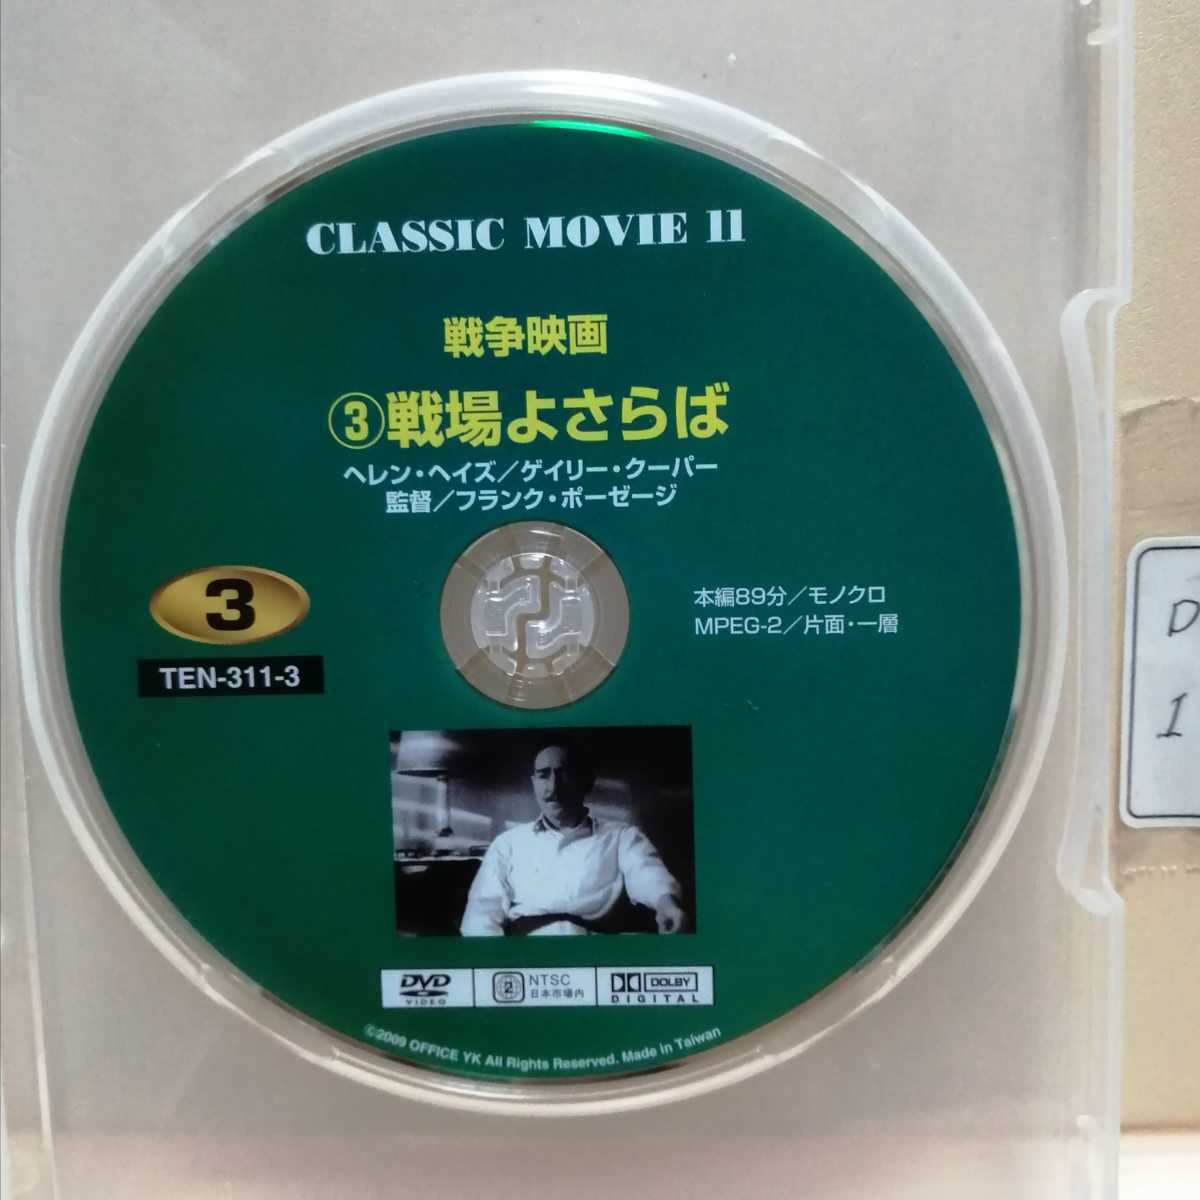 CLASSIC MOVIE 11
戦争映画
③戦場よさらば
ヘレン・ヘイズ／ゲイリー・クーパー
監督／フランク・ボーゼージ
3
TEN-311-3
本編89分／モノクロ
MPEG-2／片面・一層
DVD VIDEO
2 NTSC 日本市場内
DOLBY DIGITAL
©2009 OFFICE YK All Rights Reserved. Made in Taiwan
D
I